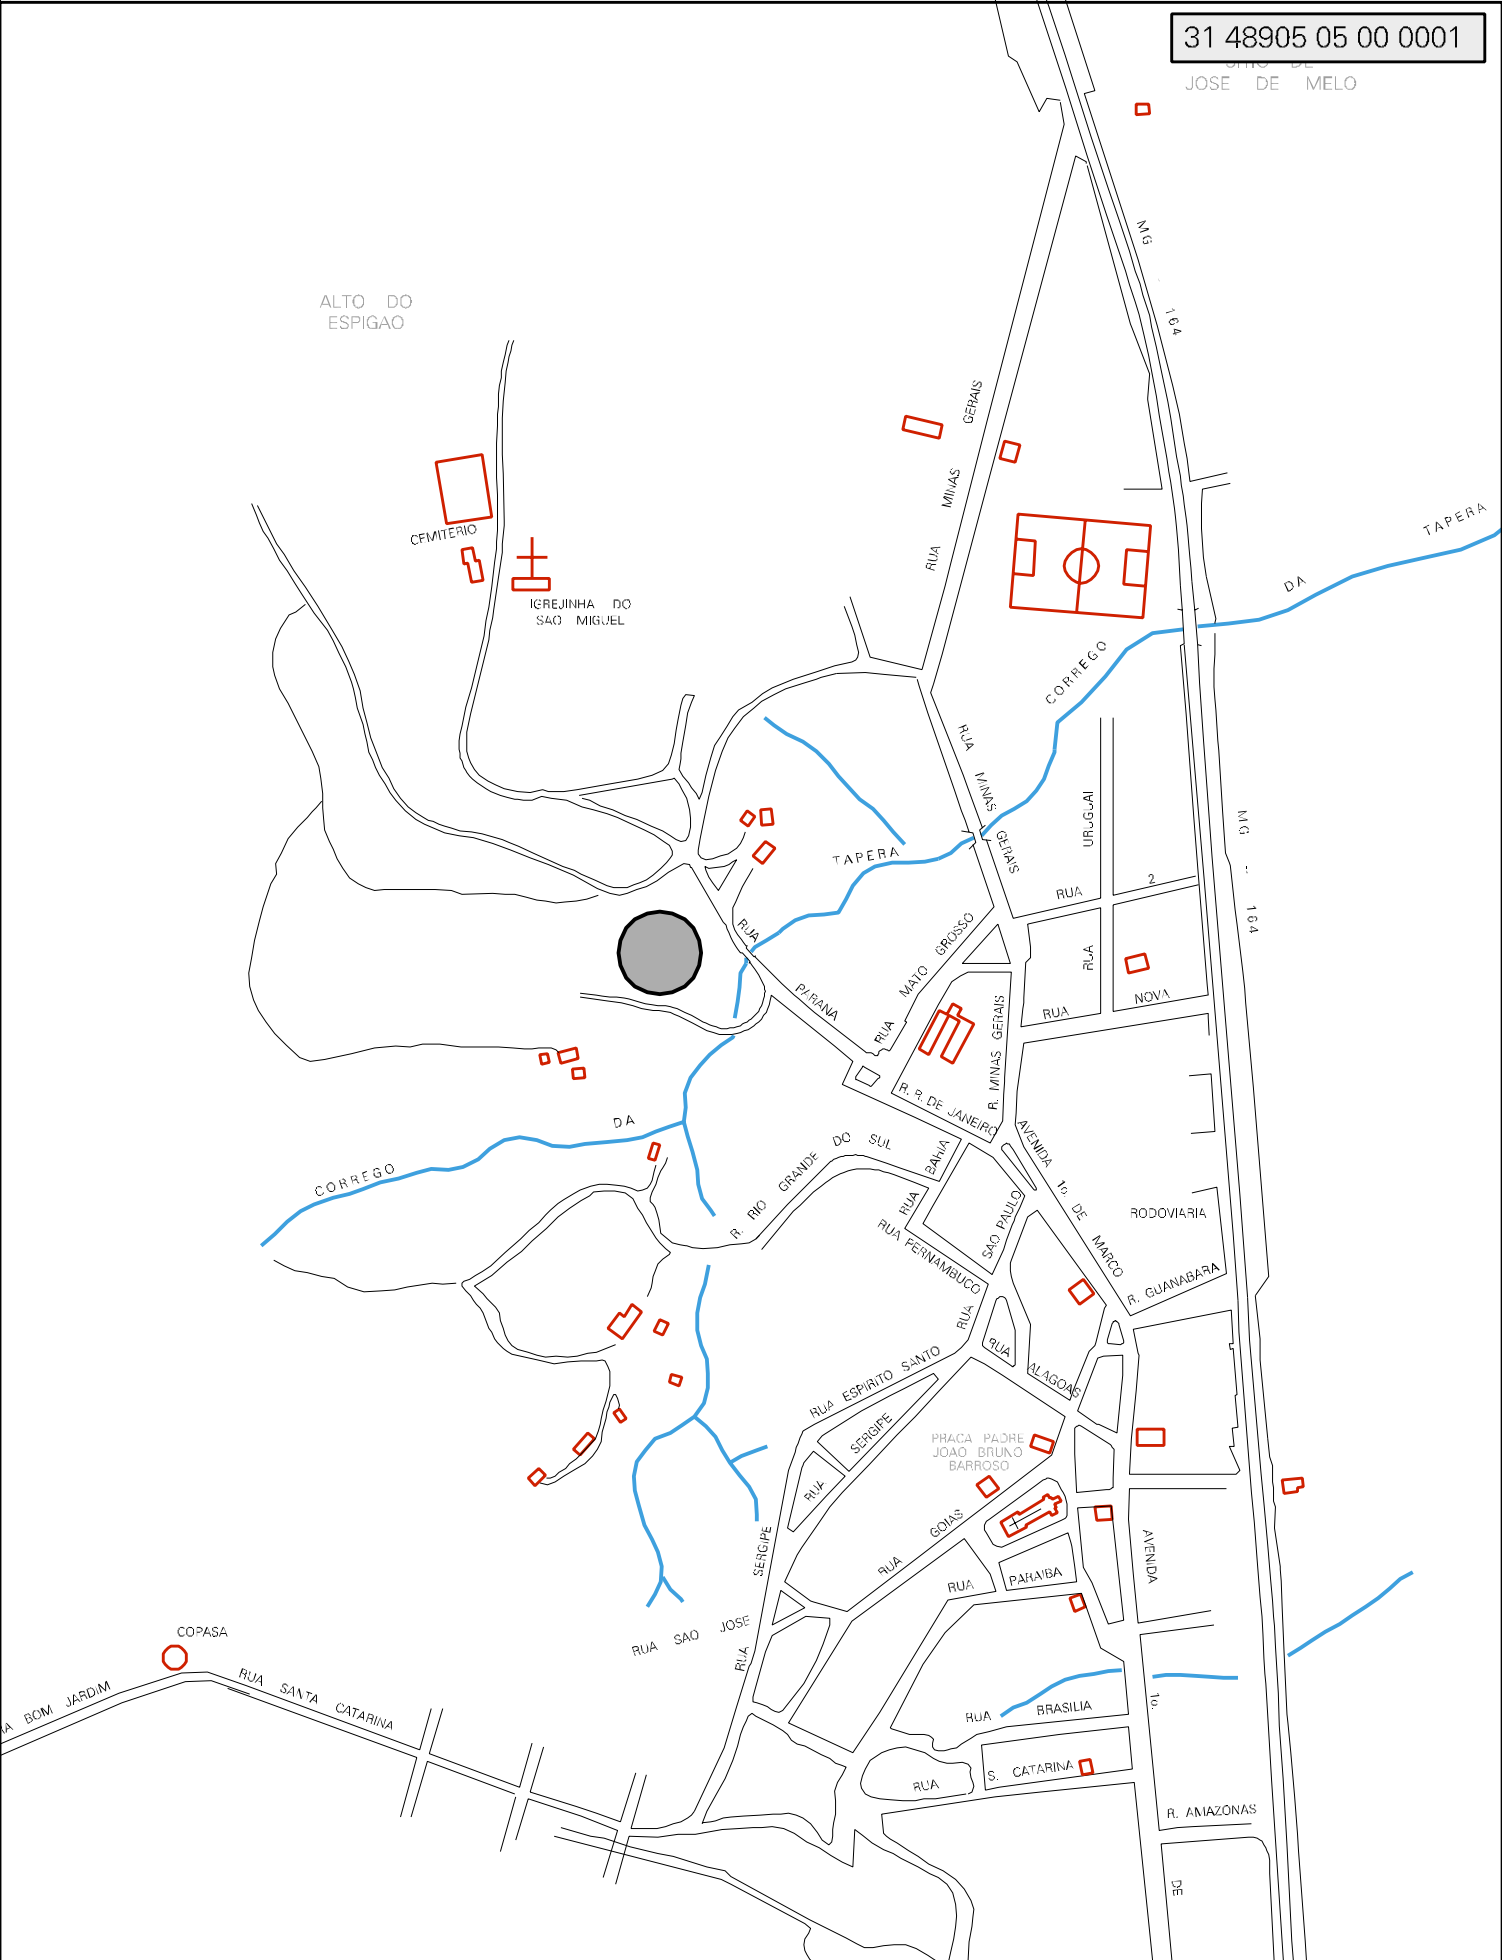 31 48905 05 00 0001
SITIO DE
JOSE DE MELO
MG - 164
ALTO DO
ESPIGAO
RUA MINAS GERAIS
CEMITERIO
IGREJINHA DO
SAO MIGUEL
CORREGO DA TAPERA
RUA MINAS GERAIS
RUA URUGUAI
MG - 164
TAPERA
RUA 2
RUA MATO GROSSO
RUA PARANA
RUA NOVA
R. MINAS GERAIS
R. R. DE JANEIRO
CORREGO DA
R. RIO GRANDE DO SUL
RUA BAHIA
AVENIDA 1o. DE MARCO
SAO PAULO
RODOVIARIA
RUA PERNAMBUCO
R. GUANABARA
RUA
RUA ALAGOAS
RUA ESPIRITO SANTO
RUA SERGIPE
PRACA PADRE
JOAO BRUNO
BARROSO
RUA GOIAS
RUA SERGIPE
RUA PARAIBA
AVENIDA 1o. DE
RUA SAO JOSE
COPASA
BOM JARDIM
RUA SANTA CATARINA
RUA BRASILIA
RUA S. CATARINA
R. AMAZONAS